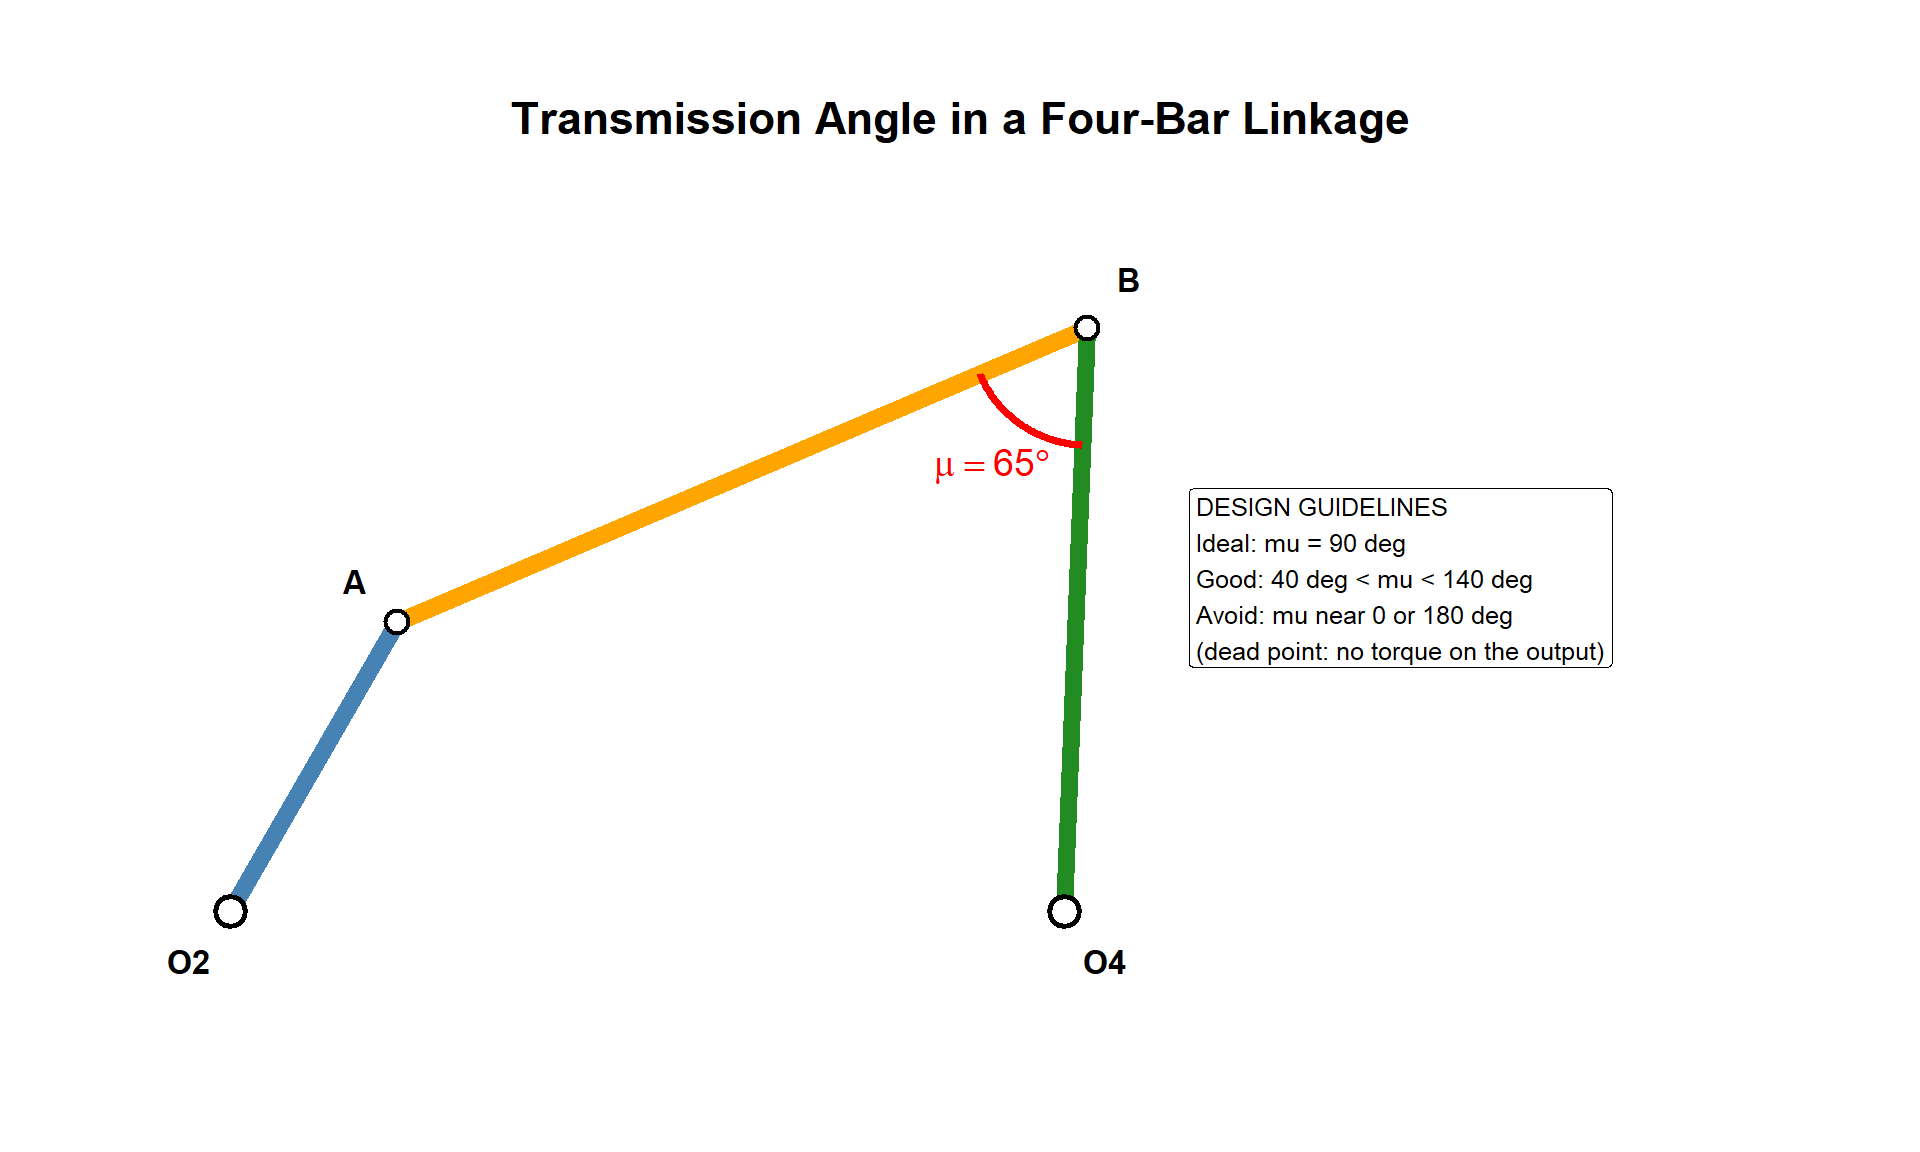 Transmission Angle in a Four-Bar Linkage
B
μ = 65°
DESIGN GUIDELINES
Ideal: mu = 90 deg
Good: 40 deg < mu < 140 deg
Avoid: mu near 0 or 180 deg
(dead point: no torque on the output)
A
O2
O4